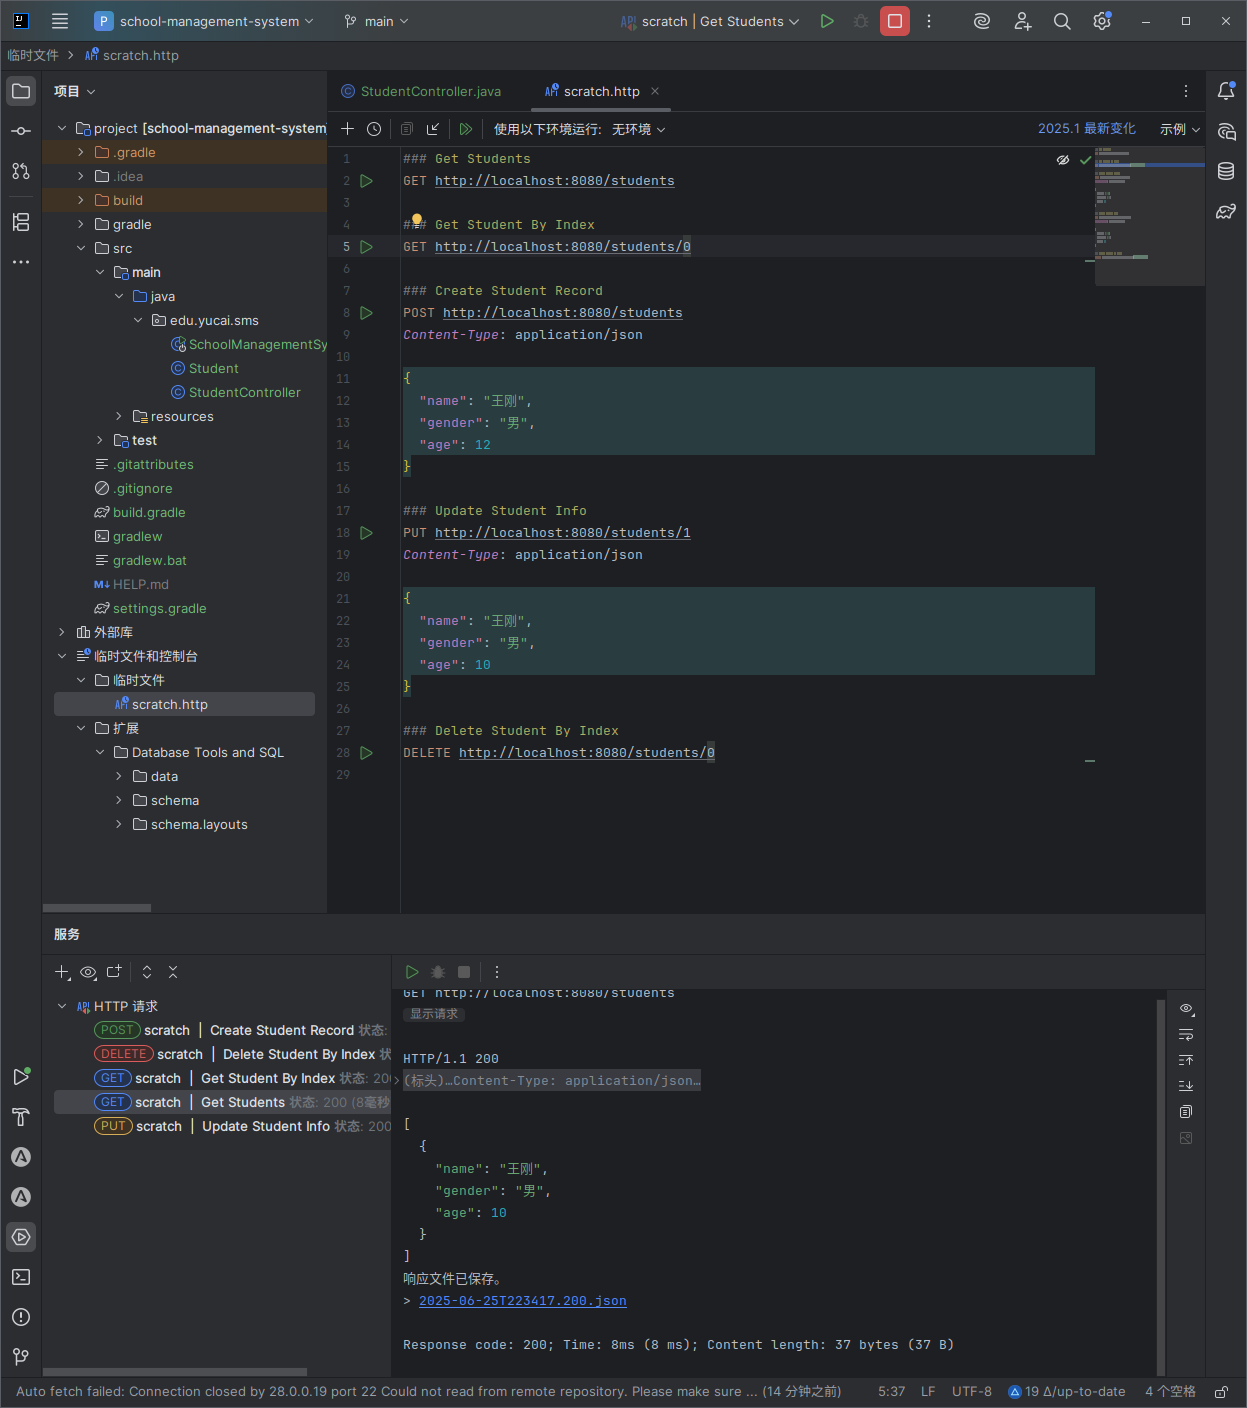 P school-management-system main scratch | Get Students
临时文件 scratch.http
项目
project [school-management-system]
.gradle
.idea
build
gradle
src
main
java
edu.yucai.sms
SchoolManagementSy
Student
StudentController
resources
test
.gitattributes
.gitignore
build.gradle
gradlew
gradlew.bat
HELP.md
settings.gradle
外部库
临时文件和控制台
临时文件
scratch.http
扩展
Database Tools and SQL
data
schema
schema.layouts
StudentController.java scratch.http
使用以下环境运行: 无环境 2025.1 最新变化 示例
1 ### Get Students
2 GET http://localhost:8080/students
3
4 ### Get Student By Index
5 GET http://localhost:8080/students/0
6
7 ### Create Student Record
8 POST http://localhost:8080/students
9 Content-Type: application/json
10
11 {
12 "name": "王刚",
13 "gender": "男",
14 "age": 12
15 }
16
17 ### Update Student Info
18 PUT http://localhost:8080/students/1
19 Content-Type: application/json
20
21 {
22 "name": "王刚",
23 "gender": "男",
24 "age": 10
25 }
26
27 ### Delete Student By Index
28 DELETE http://localhost:8080/students/0
29
服务
HTTP 请求
POST scratch | Create Student Record 状态:
DELETE scratch | Delete Student By Index 状
GET scratch | Get Student By Index 状态: 200
GET scratch | Get Students 状态: 200 (8毫秒
PUT scratch | Update Student Info 状态: 200
GET http://localhost:8080/students
显示请求
HTTP/1.1 200
(标头)…Content-Type: application/json…
[
{
"name": "王刚",
"gender": "男",
"age": 10
}
]
响应文件已保存。
> 2025-06-25T223417.200.json
Response code: 200; Time: 8ms (8 ms); Content length: 37 bytes (37 B)
Auto fetch failed: Connection closed by 28.0.0.19 port 22 Could not read from remote repository. Please make sure ... (14 分钟之前) 5:37 LF UTF-8 19 Δ/up-to-date 4 个空格